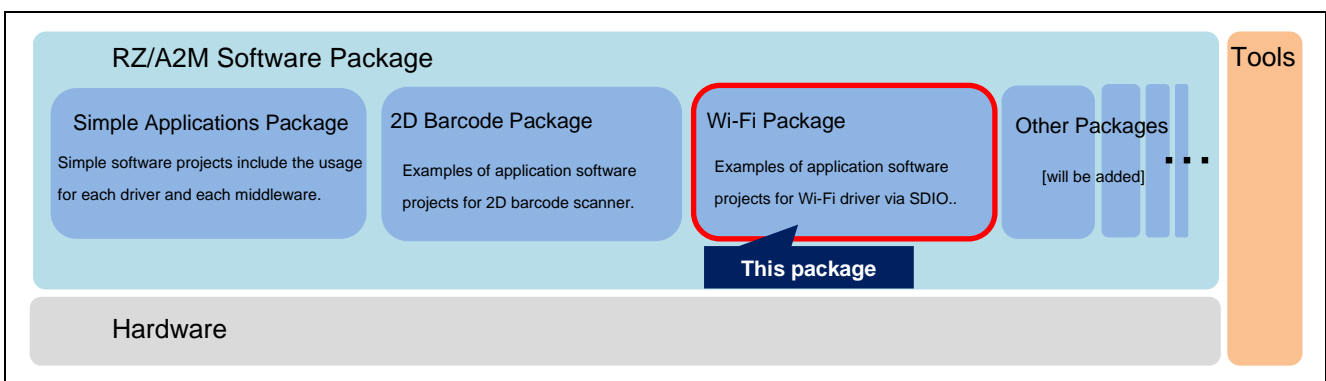 RZ/A2M Software Package
Tools
Simple Applications Package
Simple software projects include the usage
for each driver and each middleware.
2D Barcode Package
Examples of application software
projects for 2D barcode scanner.
Wi-Fi Package
Examples of application software
projects for Wi-Fi driver via SDIO..
This package
Other Packages
[will be added]
...
Hardware